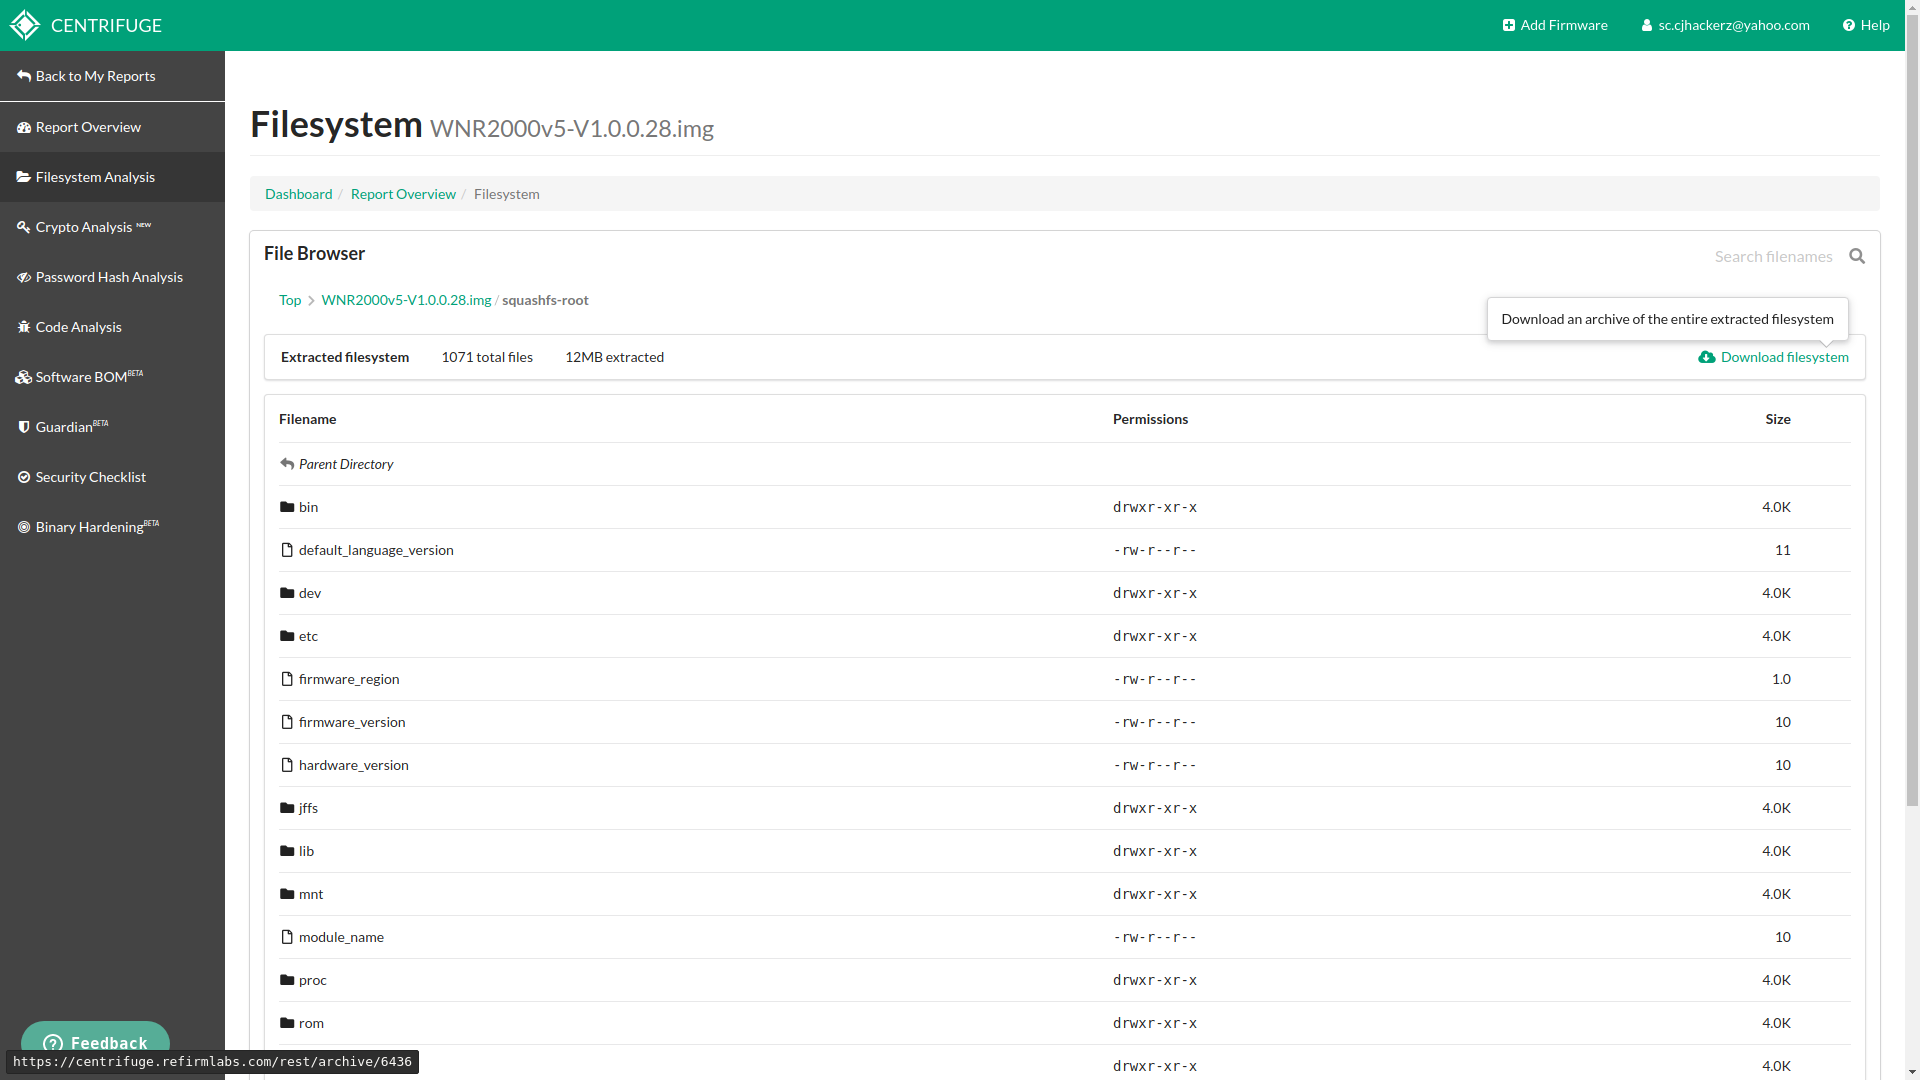 CENTRIFUGE
Add Firmware
sc.cjhackerz@yahoo.com
Help
Back to My Reports
Report Overview
Filesystem Analysis
Crypto Analysis NEW
Password Hash Analysis
Code Analysis
Software BOM BETA
Guardian BETA
Security Checklist
Binary Hardening BETA
Feedback
https://centrifuge.refirmlabs.com/rest/archive/6436
Filesystem WNR2000v5-V1.0.0.28.img
Dashboard / Report Overview / Filesystem
File Browser
Search filenames
Top > WNR2000v5-V1.0.0.28.img / squashfs-root
Download an archive of the entire extracted filesystem
Extracted filesystem 1071 total files 12MB extracted Download filesystem
Filename Permissions Size
Parent Directory
bin drwxr-xr-x 4.0K
default_language_version -rw-r--r-- 11
dev drwxr-xr-x 4.0K
etc drwxr-xr-x 4.0K
firmware_region -rw-r--r-- 1.0
firmware_version -rw-r--r-- 10
hardware_version -rw-r--r-- 10
jffs drwxr-xr-x 4.0K
lib drwxr-xr-x 4.0K
mnt drwxr-xr-x 4.0K
module_name -rw-r--r-- 10
proc drwxr-xr-x 4.0K
rom drwxr-xr-x 4.0K
drwxr-xr-x 4.0K